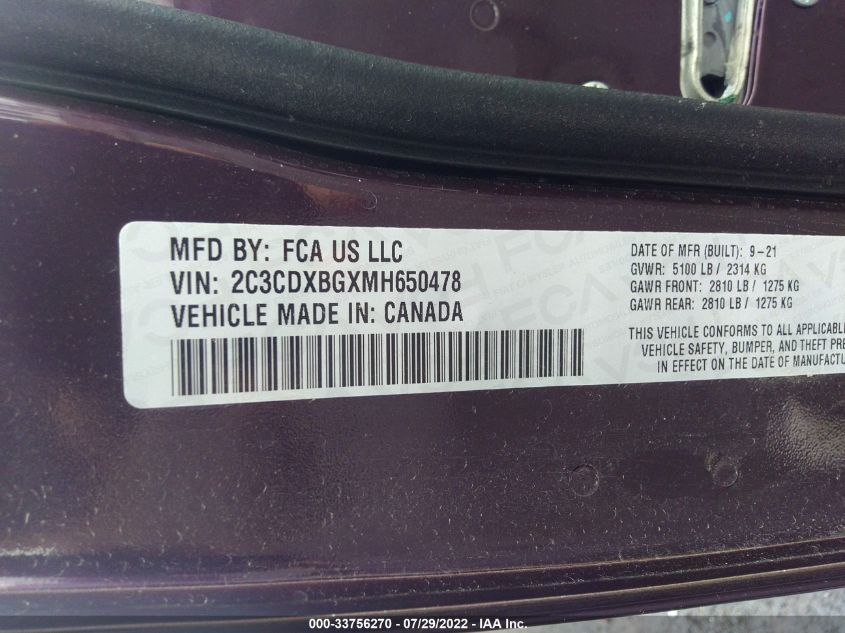 MFD BY: FCA US LLC
VIN: 2C3CDXBGXMH650478
VEHICLE MADE IN: CANADA
DATE OF MFR (BUILT): 9-21
GVWR: 5100 LB / 2314 KG
GAWR FRONT: 2810 LB / 1275 KG
GAWR REAR: 2810 LB / 1275 KG
THIS VEHICLE CONFORMS TO ALL APPLICABLE
VEHICLE SAFETY, BUMPER, AND THEFT PRE
IN EFFECT ON THE DATE OF MANUFACTUR
000-33756270 / 07/29/2022 - IAA Inc.